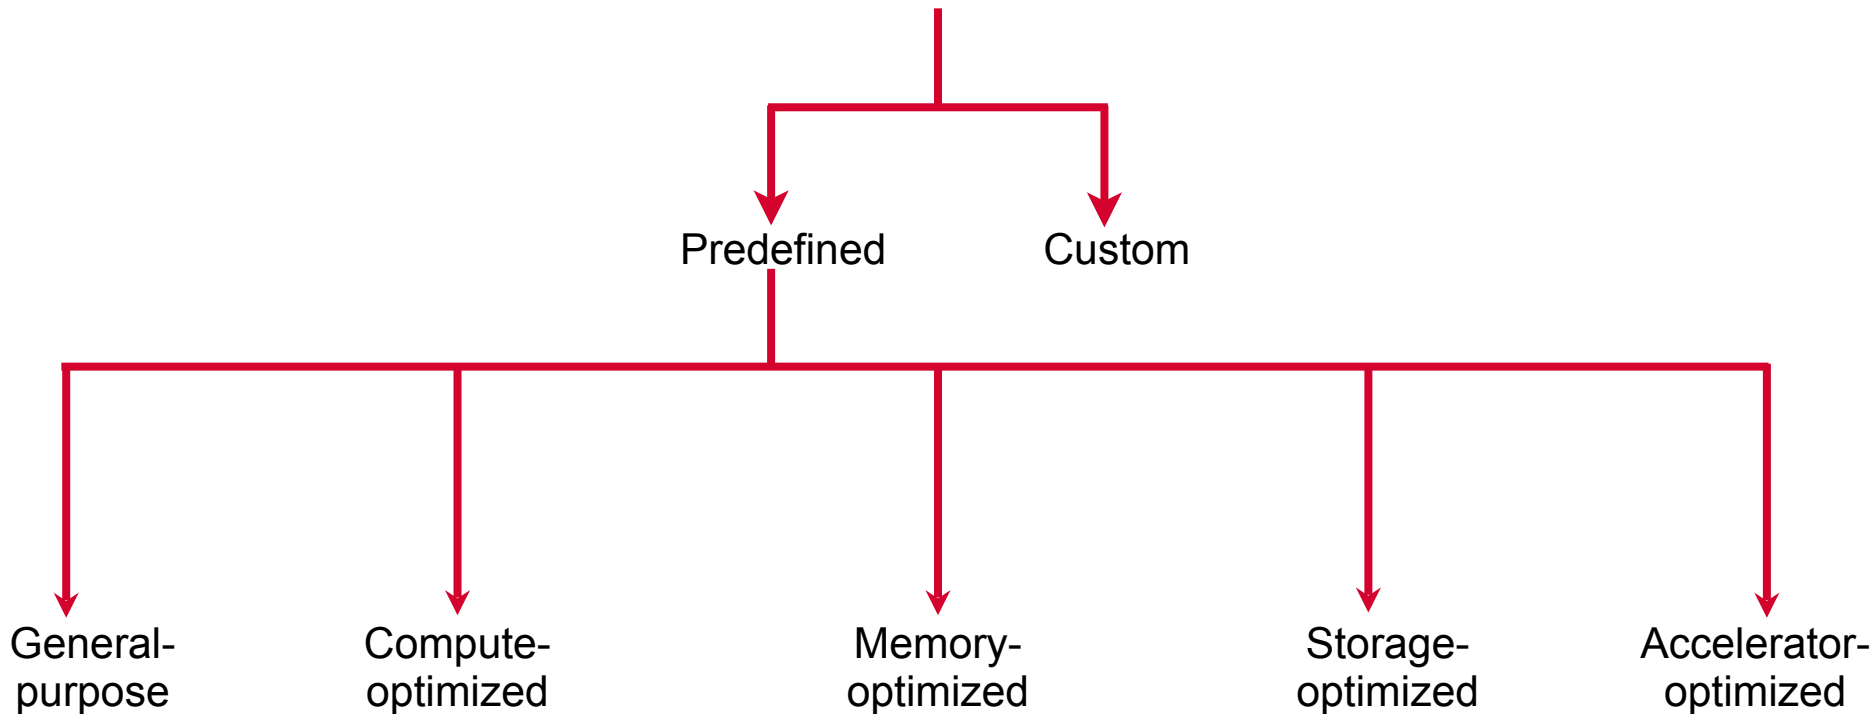 Predefined
Custom
General-
purpose
Compute-
optimized
Memory-
optimized
Storage-
optimized
Accelerator-
optimized